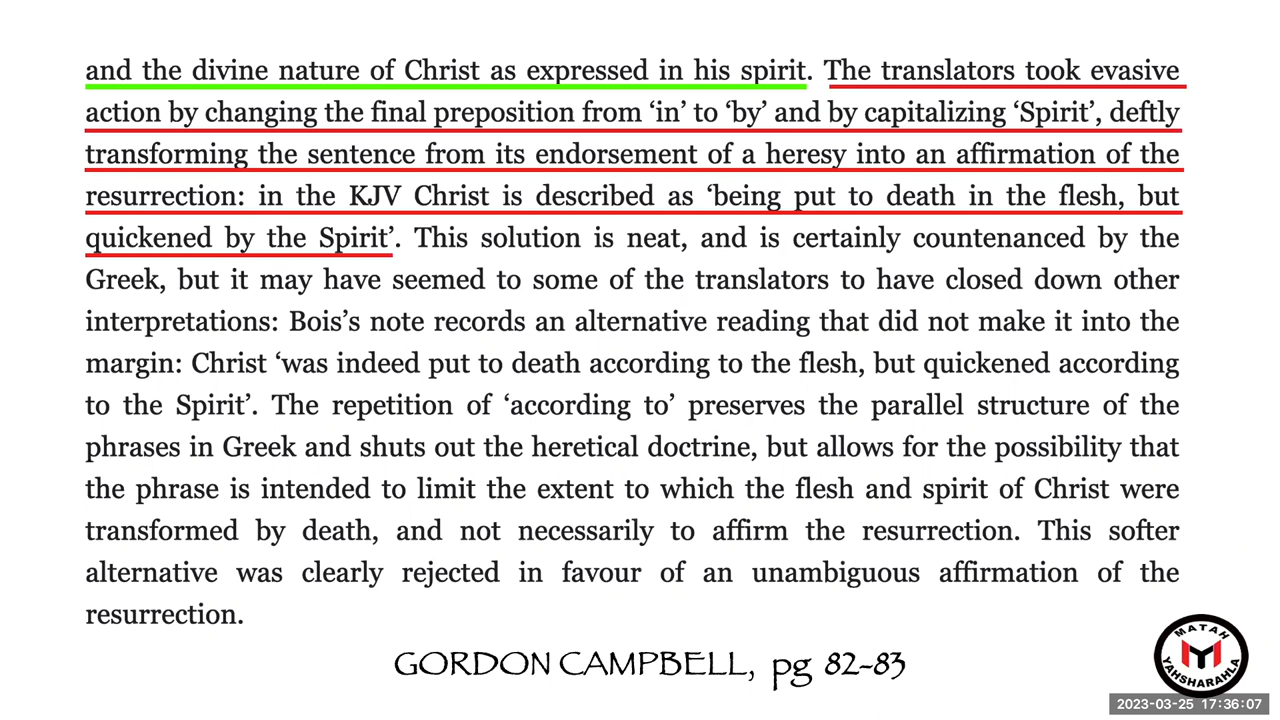 and the divine nature of Christ as expressed in his spirit. The translators took evasive
action by changing the final preposition from ‘in’ to ‘by’ and by capitalizing ‘Spirit’, deftly
transforming the sentence from its endorsement of a heresy into an affirmation of the
resurrection: in the KJV Christ is described as ‘being put to death in the flesh, but
quickened by the Spirit’. This solution is neat, and is certainly countenanced by the
Greek, but it may have seemed to some of the translators to have closed down other
interpretations: Bois’s note records an alternative reading that did not make it into the
margin: Christ ‘was indeed put to death according to the flesh, but quickened according
to the Spirit’. The repetition of ‘according to’ preserves the parallel structure of the
phrases in Greek and shuts out the heretical doctrine, but allows for the possibility that
the phrase is intended to limit the extent to which the flesh and spirit of Christ were
transformed by death, and not necessarily to affirm the resurrection. This softer
alternative was clearly rejected in favour of an unambiguous affirmation of the
resurrection.
GORDON CAMPBELL, pg 82-83
MATAH
YAHSHARAHLA
2023-03-25 17:36:07